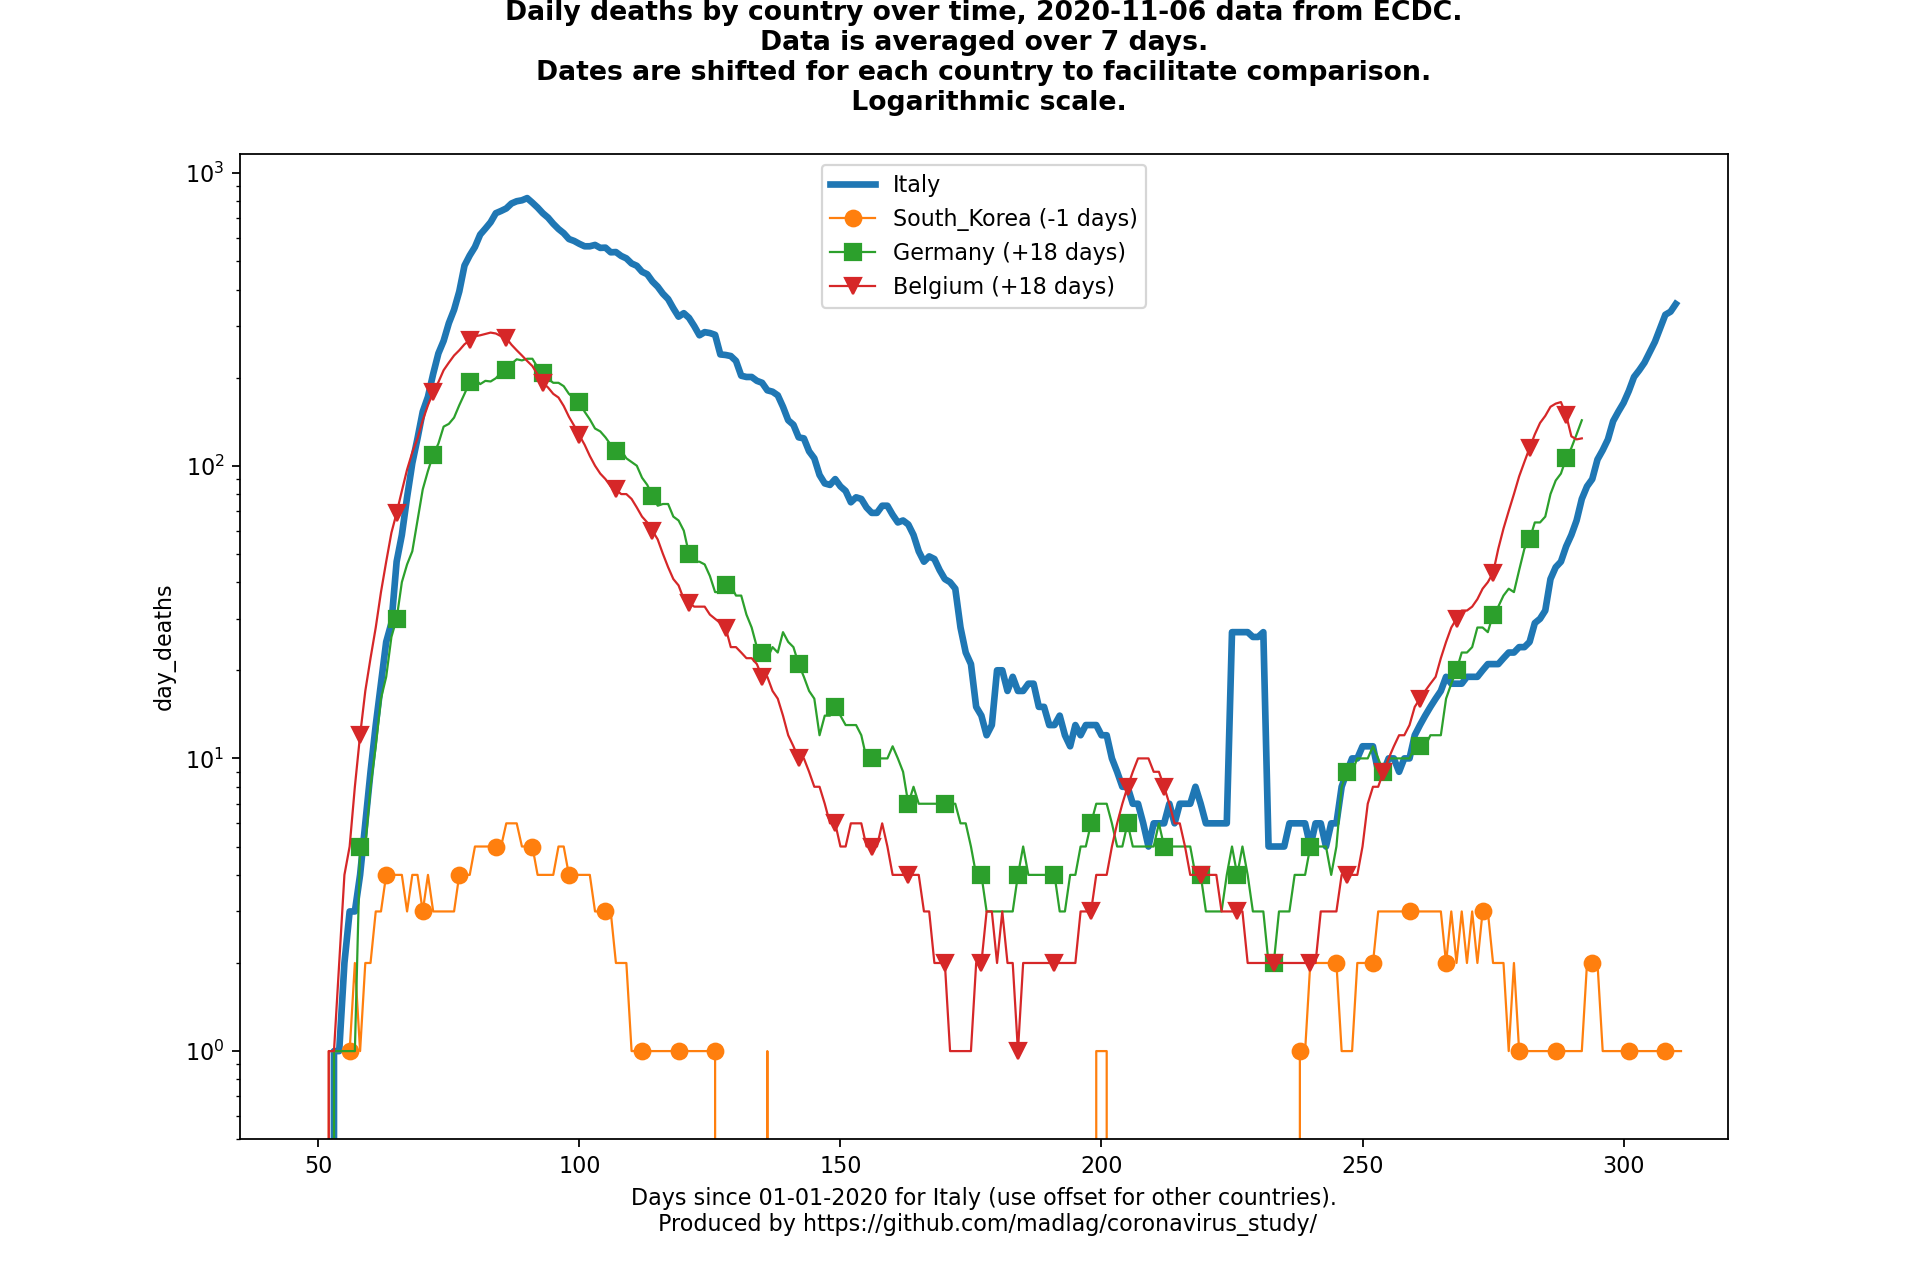 Daily deaths by country over time, 2020-11-06 data from ECDC.
Data is averaged over 7 days.
Dates are shifted for each country to facilitate comparison.
Logarithmic scale.
Italy
South_Korea (-1 days)
Germany (+18 days)
Belgium (+18 days)
day_deaths
10³
10²
10¹
10⁰
50 100 150 200 250 300
Days since 01-01-2020 for Italy (use offset for other countries).
Produced by https://github.com/madlag/coronavirus_study/